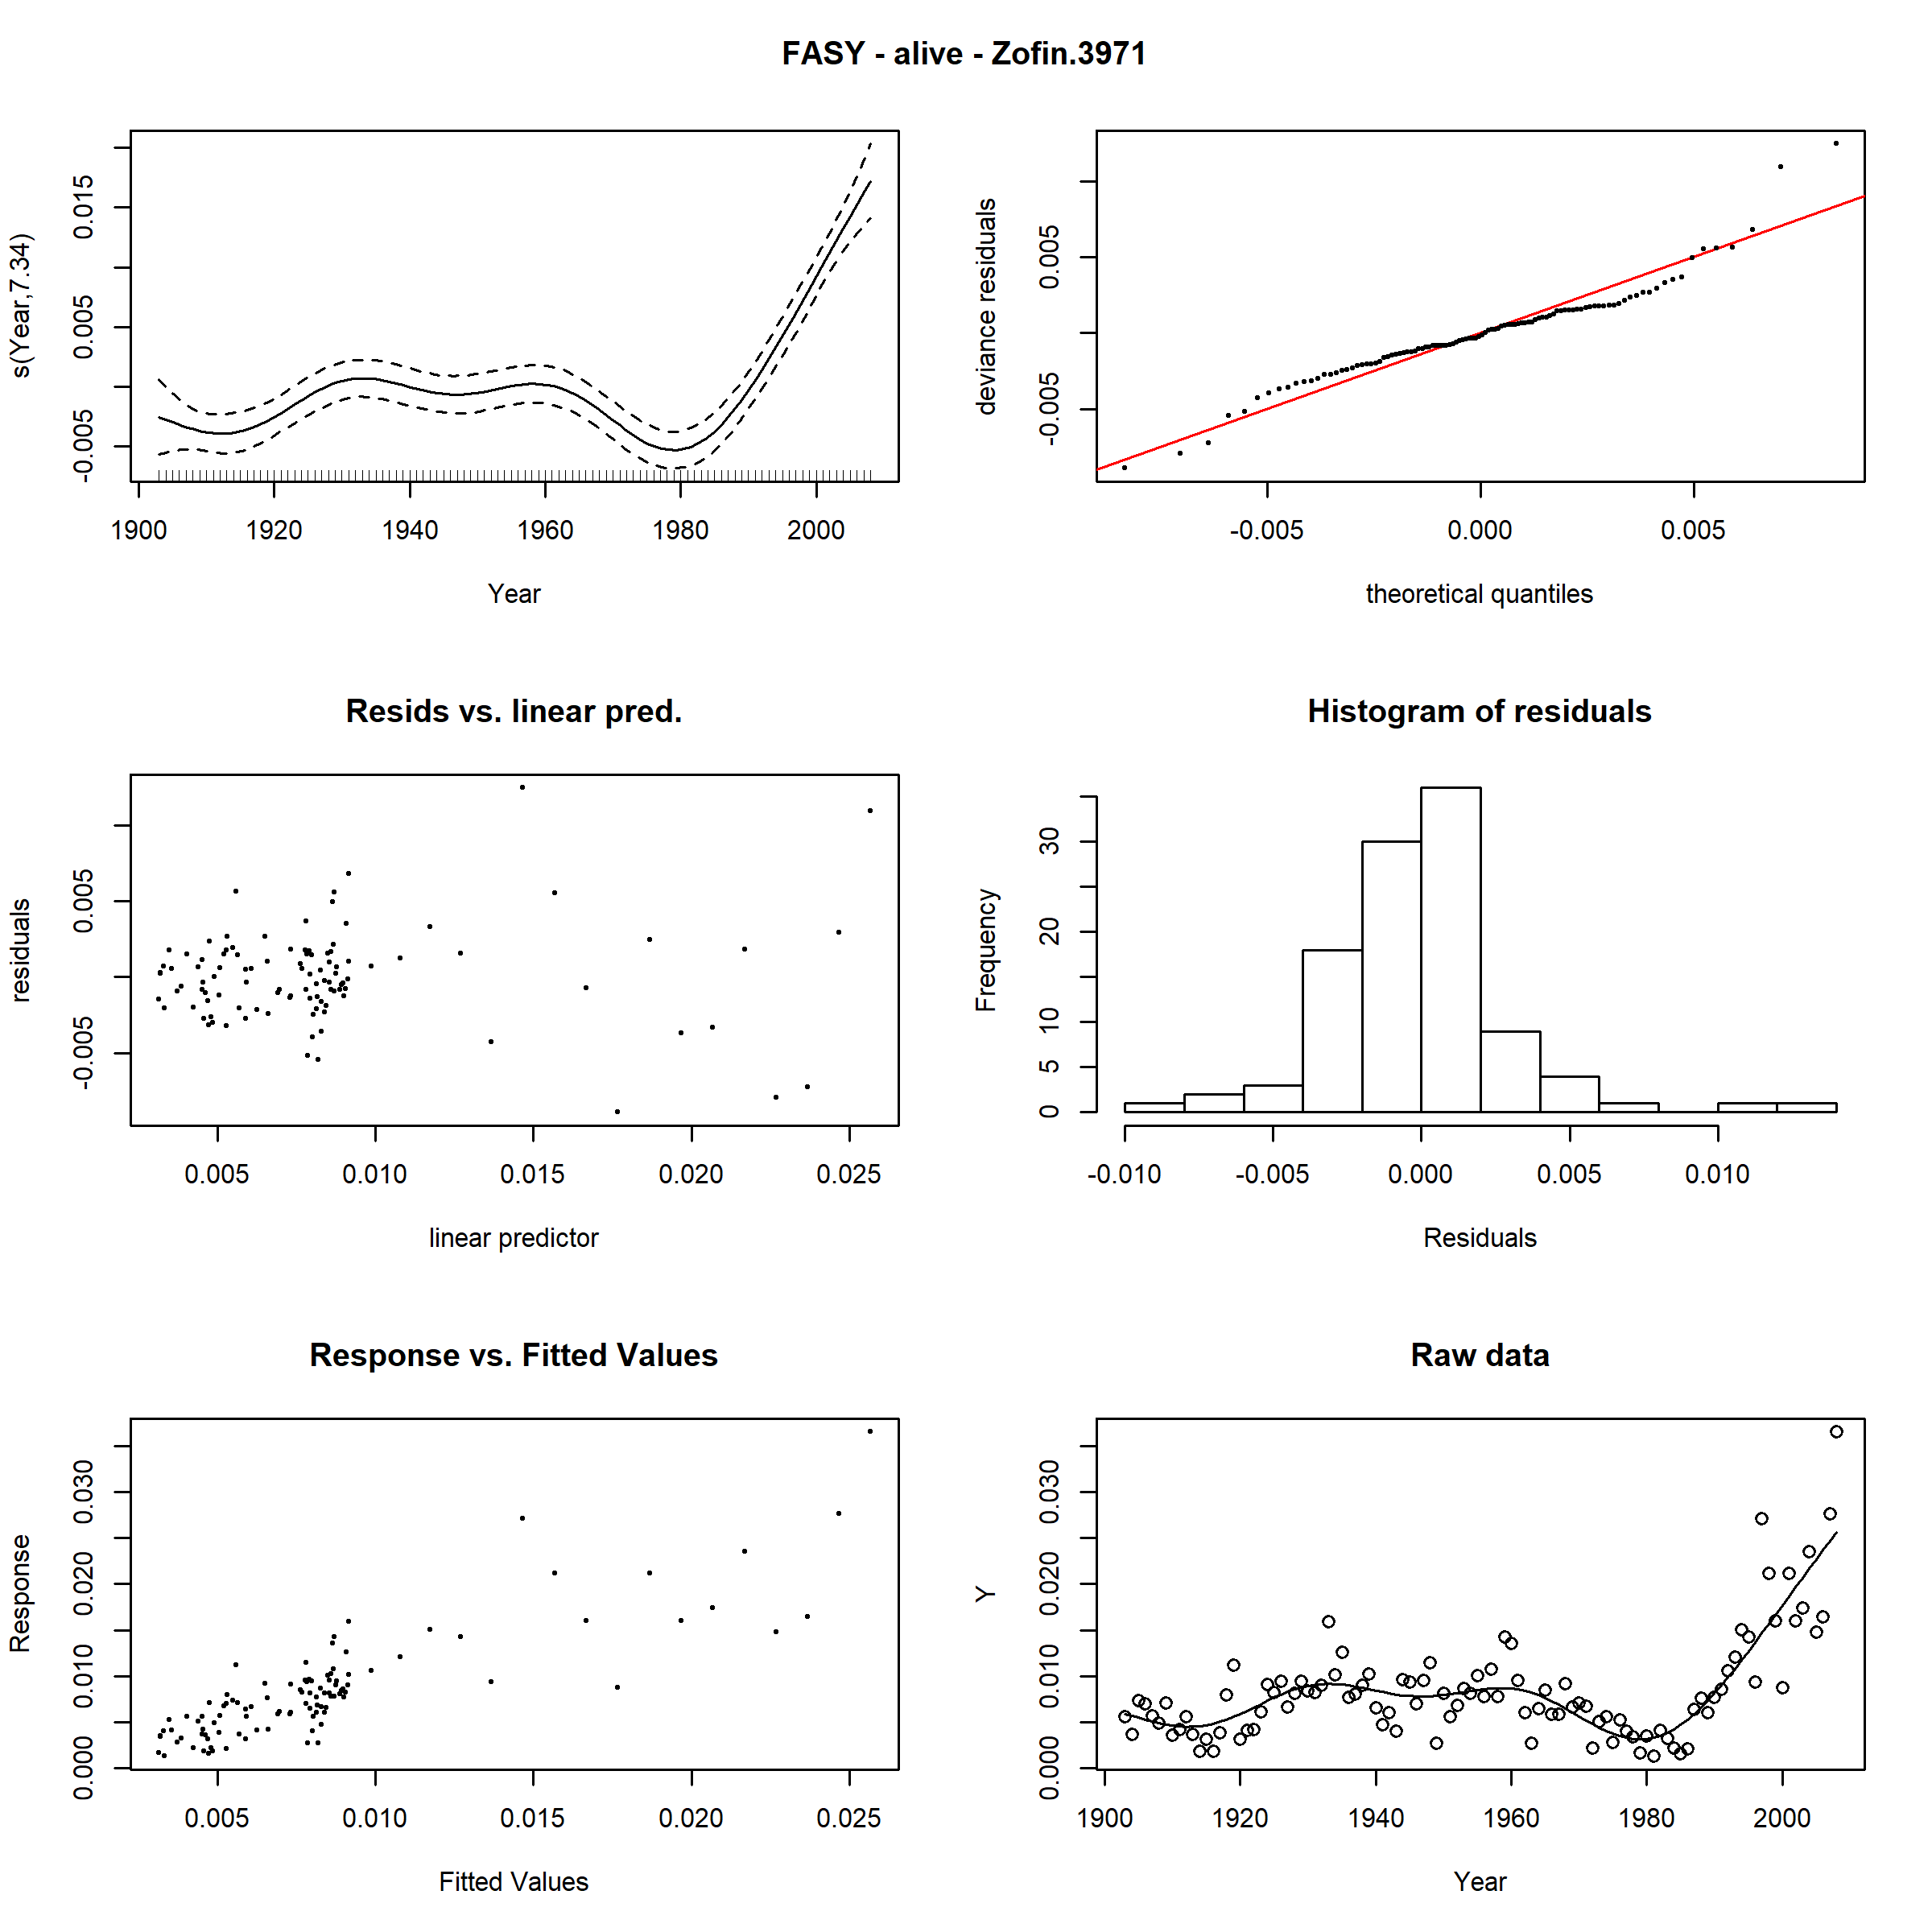 FASY - alive - Zofin.3971
s(Year,7.34)
0.015
0.005
-0.005
1900 1920 1940 1960 1980 2000
Year
deviance residuals
0.005
-0.005
-0.005 0.000 0.005
theoretical quantiles
Resids vs. linear pred.
residuals
0.005
-0.005
0.005 0.010 0.015 0.020 0.025
linear predictor
Histogram of residuals
Frequency
30
20
10
5
0
-0.010 -0.005 0.000 0.005 0.010
Residuals
Response vs. Fitted Values
Response
0.030
0.020
0.010
0.000
0.005 0.010 0.015 0.020 0.025
Fitted Values
Raw data
Y
0.030
0.020
0.010
0.000
1900 1920 1940 1960 1980 2000
Year